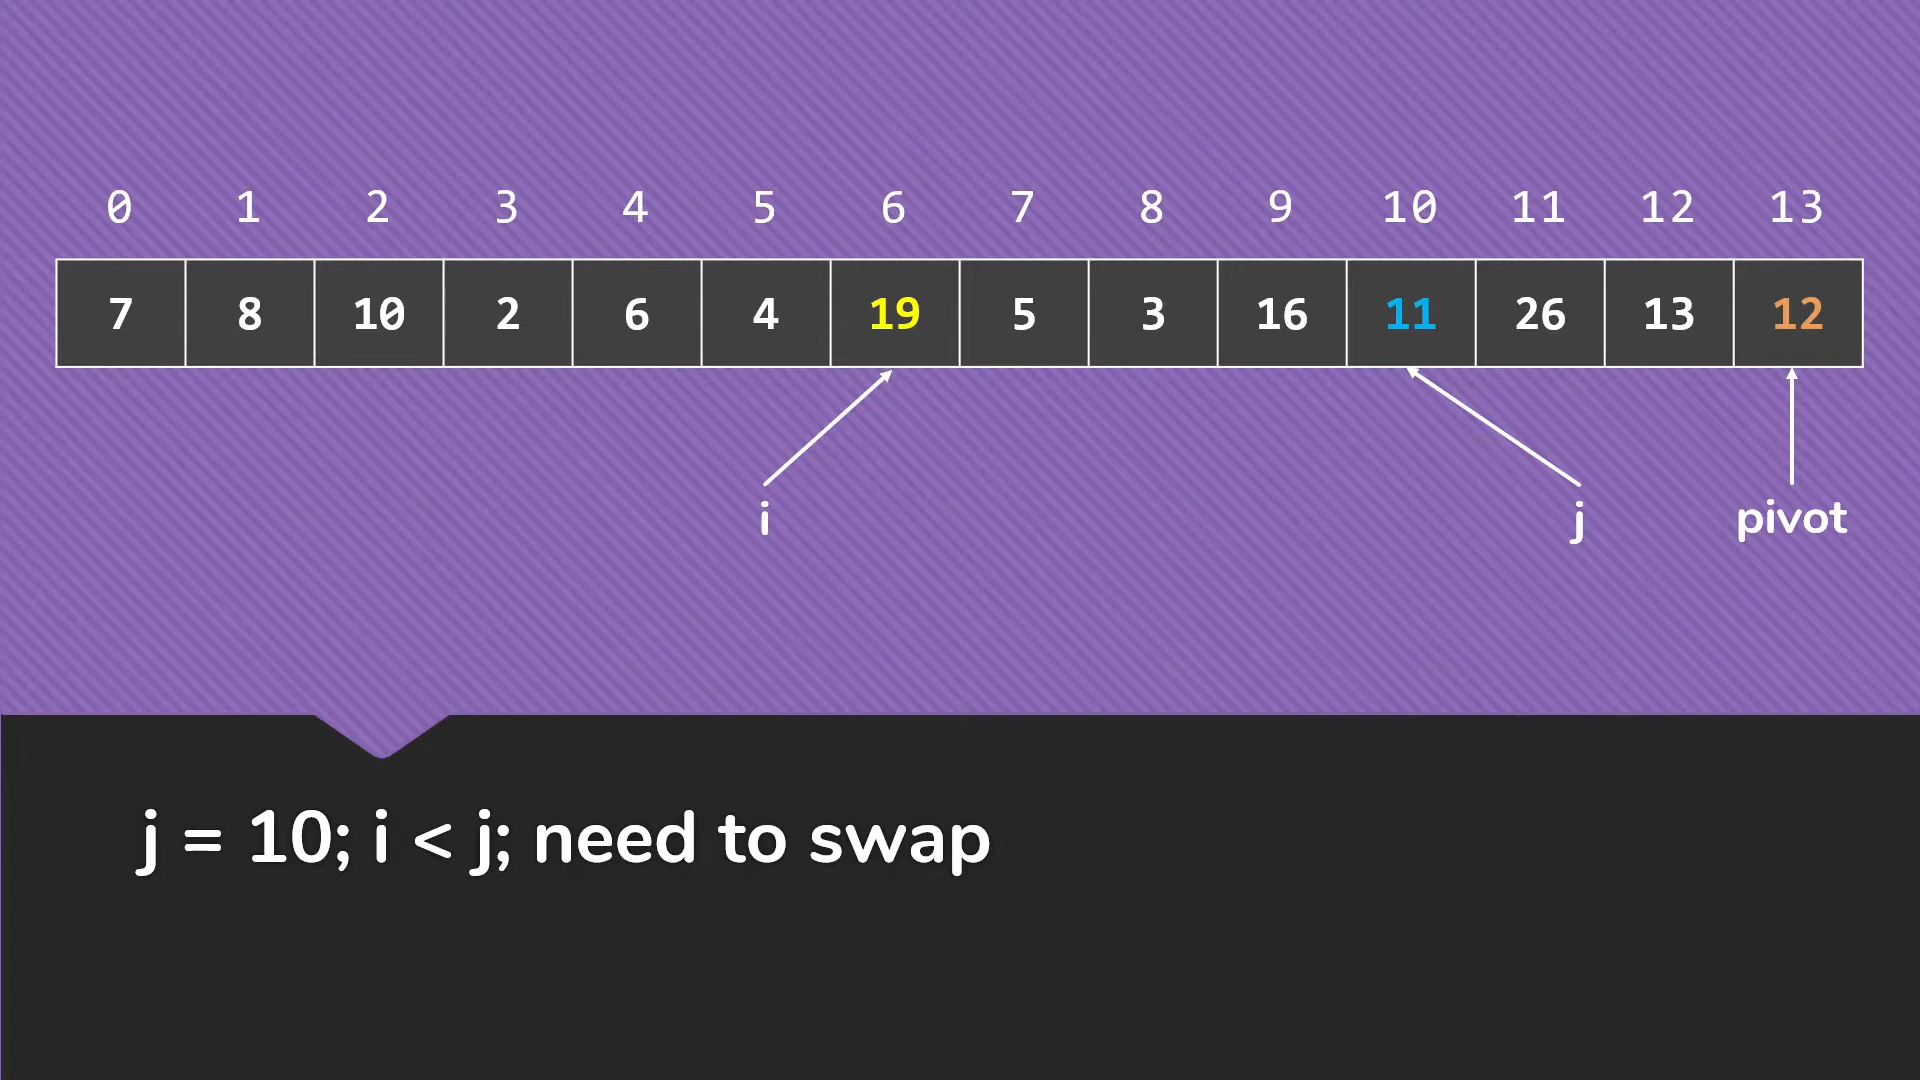 0 1 2 3 4 5 6 7 8 9 10 11 12 13
7 8 10 2 6 4 19 5 3 16 11 26 13 12
i j pivot
j = 10; i < j; need to swap